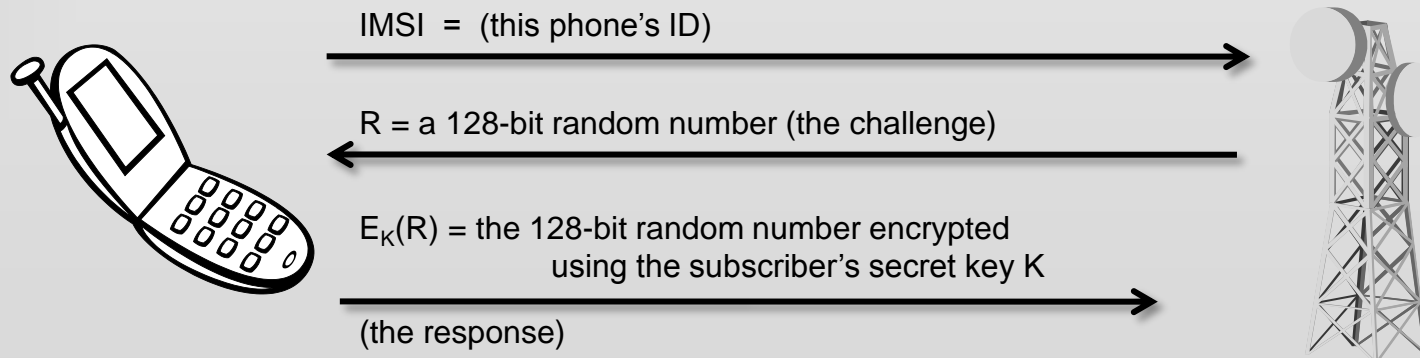 IMSI = (this phone's ID)
R = a 128-bit random number (the challenge)
E_K(R) = the 128-bit random number encrypted
using the subscriber's secret key K
(the response)